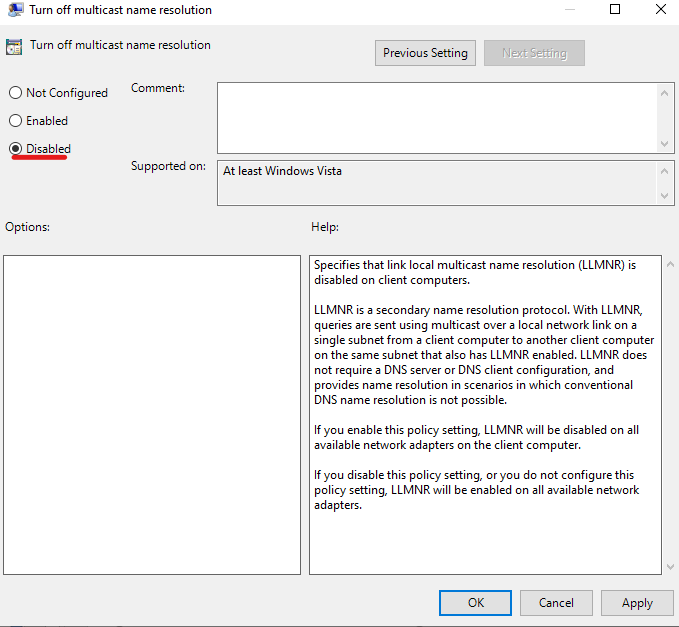 Turn off multicast name resolution
Turn off multicast name resolution
Previous Setting
Next Setting
Not Configured
Enabled
Disabled
Comment:
Supported on:
At least Windows Vista
Options:
Help:
Specifies that link local multicast name resolution (LLMNR) is
disabled on client computers.
LLMNR is a secondary name resolution protocol. With LLMNR,
queries are sent using multicast over a local network link on a
single subnet from a client computer to another client computer
on the same subnet that also has LLMNR enabled. LLMNR does
not require a DNS server or DNS client configuration, and
provides name resolution in scenarios in which conventional
DNS name resolution is not possible.
If you enable this policy setting, LLMNR will be disabled on all
available network adapters on the client computer.
If you disable this policy setting, or you do not configure this
policy setting, LLMNR will be enabled on all available network
adapters.
OK
Cancel
Apply